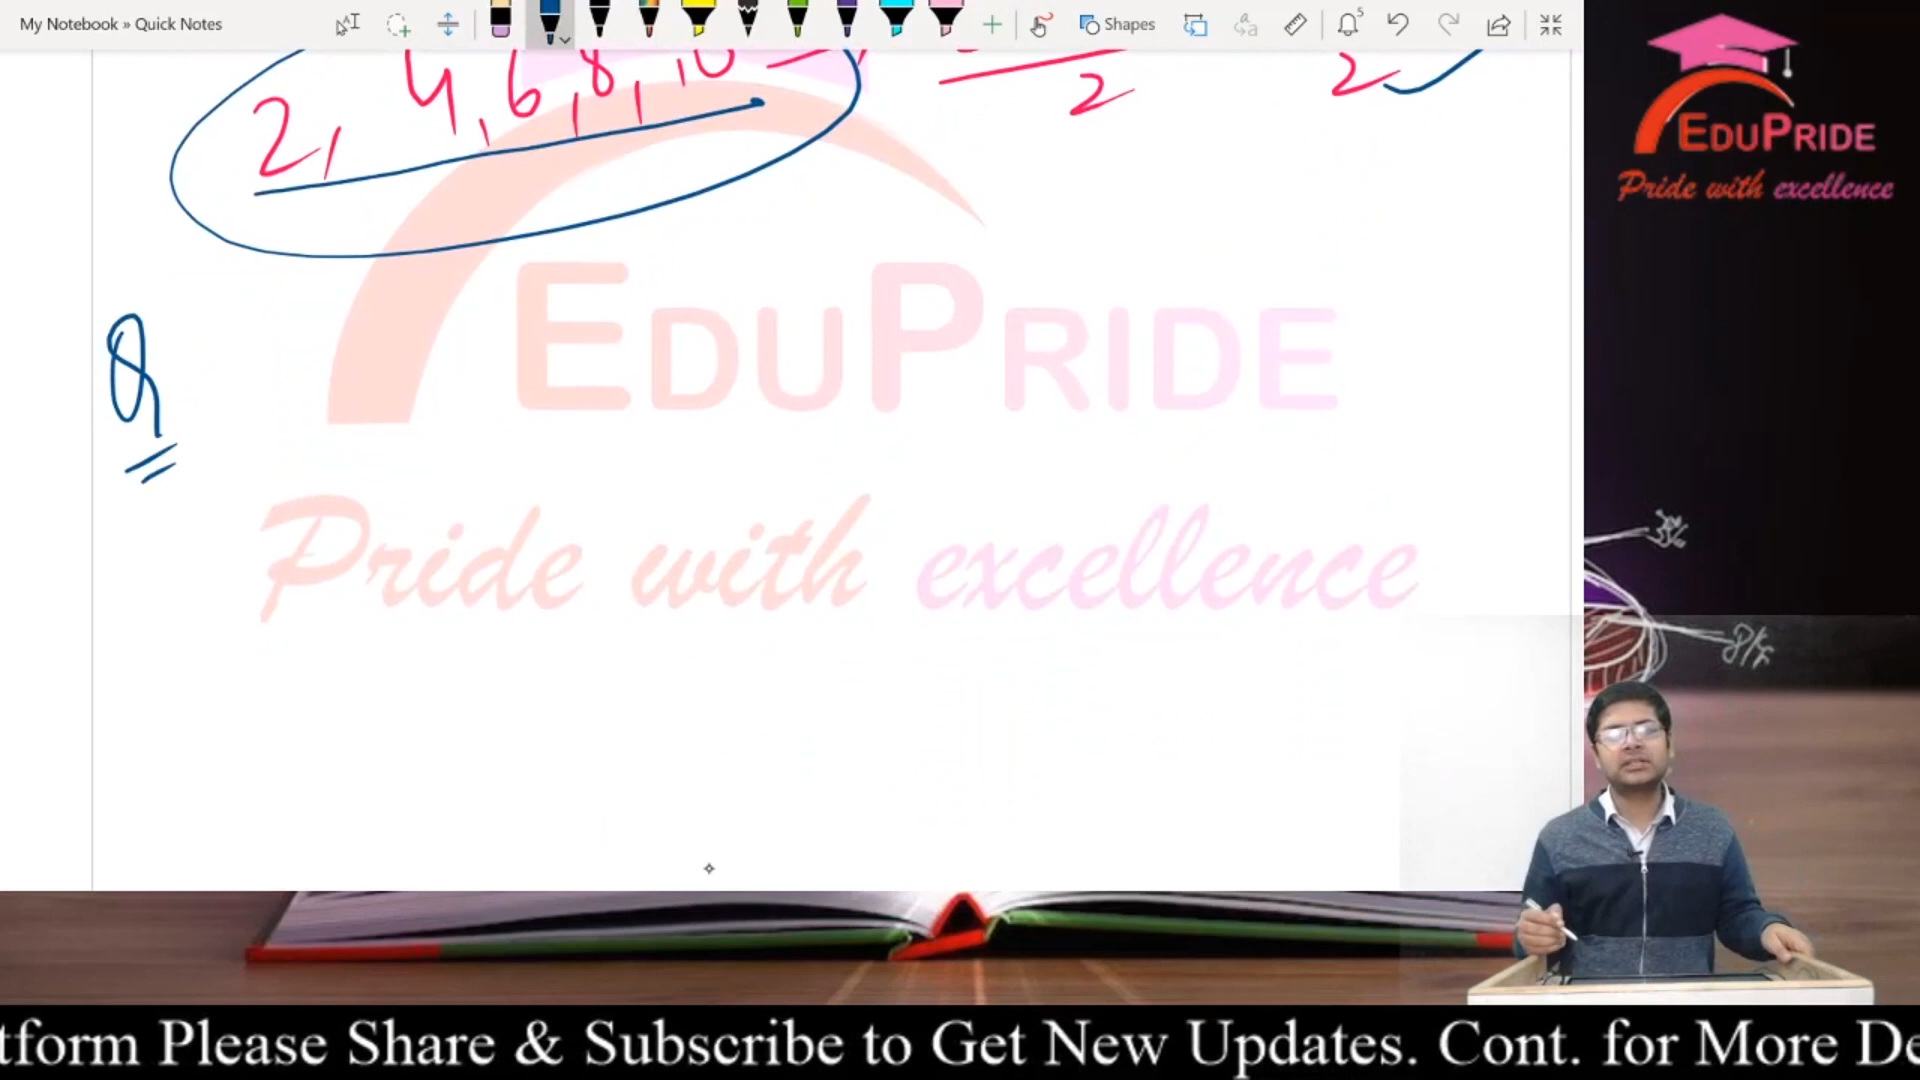 My Notebook » Quick Notes
Shapes
5
2, 4, 6, 8, 10
2
2
Q
EDUPRIDE
Pride with excellence
EDUPRIDE
Pride with excellence
tform Please Share & Subscribe to Get New Updates. Cont. for More De